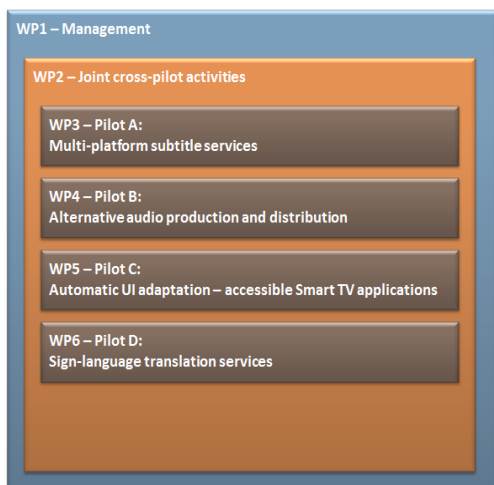 WP1 – Management
WP2 – Joint cross-pilot activities
WP3 – Pilot A:
Multi-platform subtitle services
WP4 – Pilot B:
Alternative audio production and distribution
WP5 – Pilot C:
Automatic UI adaptation – accessible Smart TV applications
WP6 – Pilot D:
Sign-language translation services